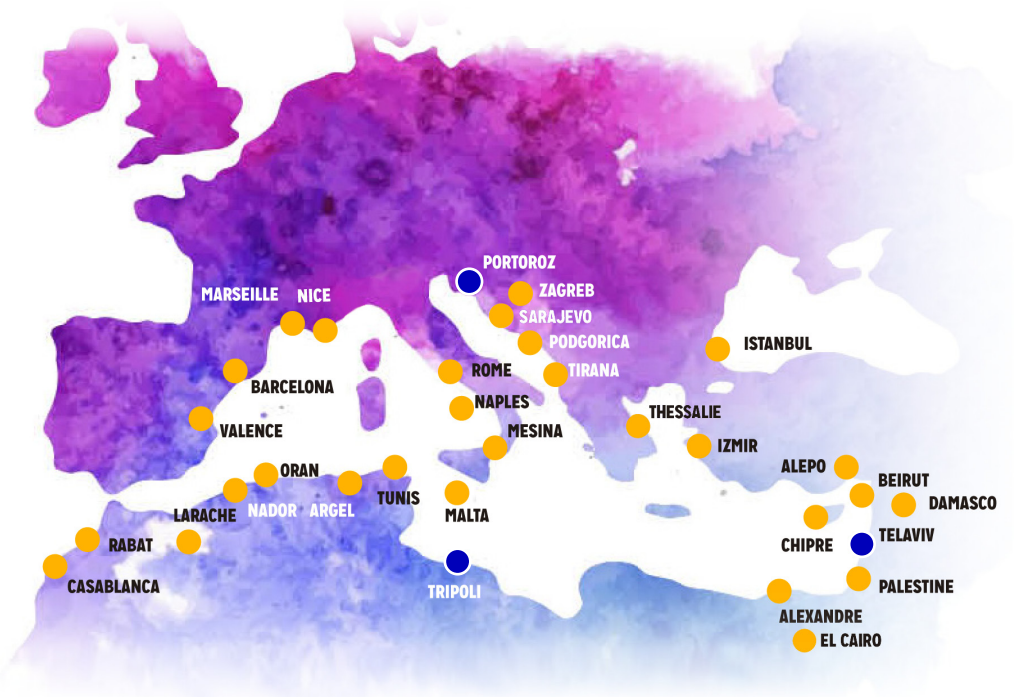 PORTOROZ
MARSEILLE
NICE
ZAGREB
SARAJEVO
PODGORICA
ISTANBUL
ROME
TIRANA
BARCELONA
NAPLES
THESSALIE
VALENCE
MESINA
IZMIR
ORAN
ALEPO
BEIRUT
TUNIS
DAMASCO
LARACHE
NADOR
ARGEL
MALTA
TELAVIV
RABAT
CHIPRE
CASABLANCA
TRIPOLI
PALESTINE
ALEXANDRE
EL CAIRO